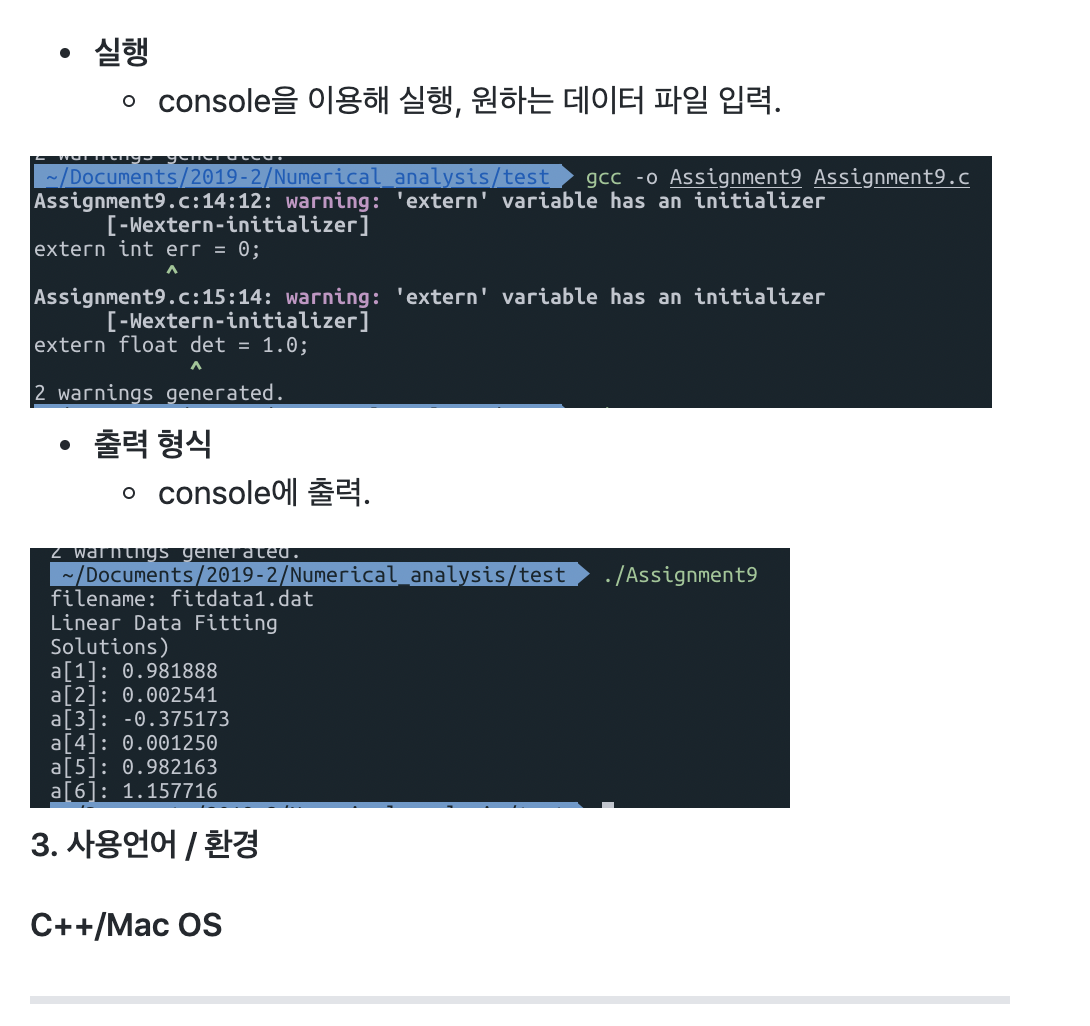 실행
console을 이용해 실행, 원하는 데이터 파일 입력.
2 warnings generated.
~/Documents/2019-2/Numerical_analysis/test gcc -o Assignment9 Assignment9.c
Assignment9.c:14:12: warning: 'extern' variable has an initializer
[-Wextern-initializer]
extern int err = 0;
^
Assignment9.c:15:14: warning: 'extern' variable has an initializer
[-Wextern-initializer]
extern float det = 1.0;
^
2 warnings generated.
출력 형식
console에 출력.
2 warnings generated.
~/Documents/2019-2/Numerical_analysis/test ./Assignment9
filename: fitdata1.dat
Linear Data Fitting
Solutions)
a[1]: 0.981888
a[2]: 0.002541
a[3]: -0.375173
a[4]: 0.001250
a[5]: 0.982163
a[6]: 1.157716
3. 사용언어 / 환경
C++/Mac OS